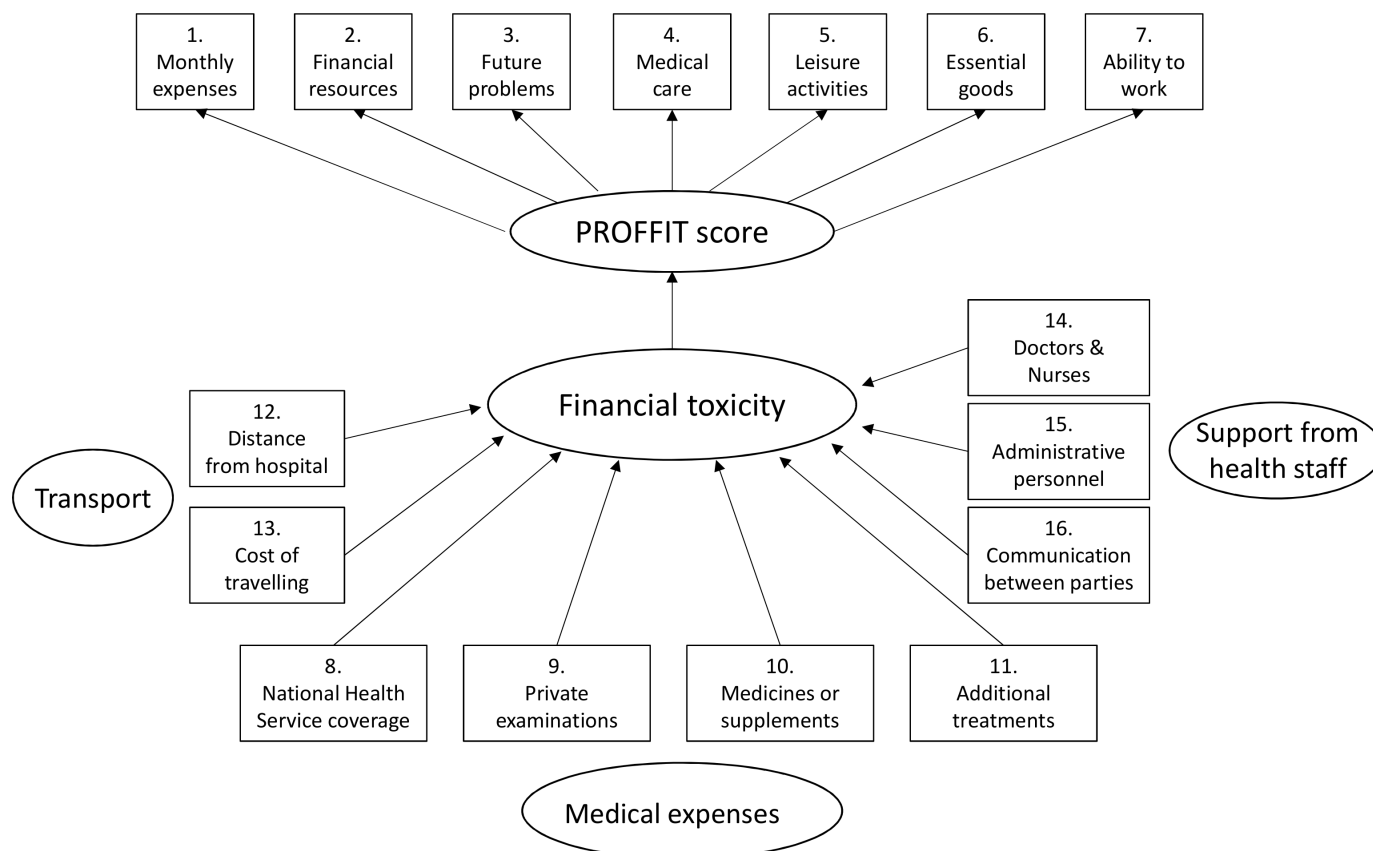 1.
Monthly
expenses
2.
Financial
resources
3.
Future
problems
4.
Medical
care
5.
Leisure
activities
6.
Essential
goods
7.
Ability to
work
PROFFIT score
Financial toxicity
12.
Distance
from hospital
13.
Cost of
travelling
Transport
14.
Doctors &
Nurses
15.
Administrative
personnel
16.
Communication
between parties
Support from
health staff
8.
National Health
Service coverage
9.
Private
examinations
10.
Medicines or
supplements
11.
Additional
treatments
Medical expenses